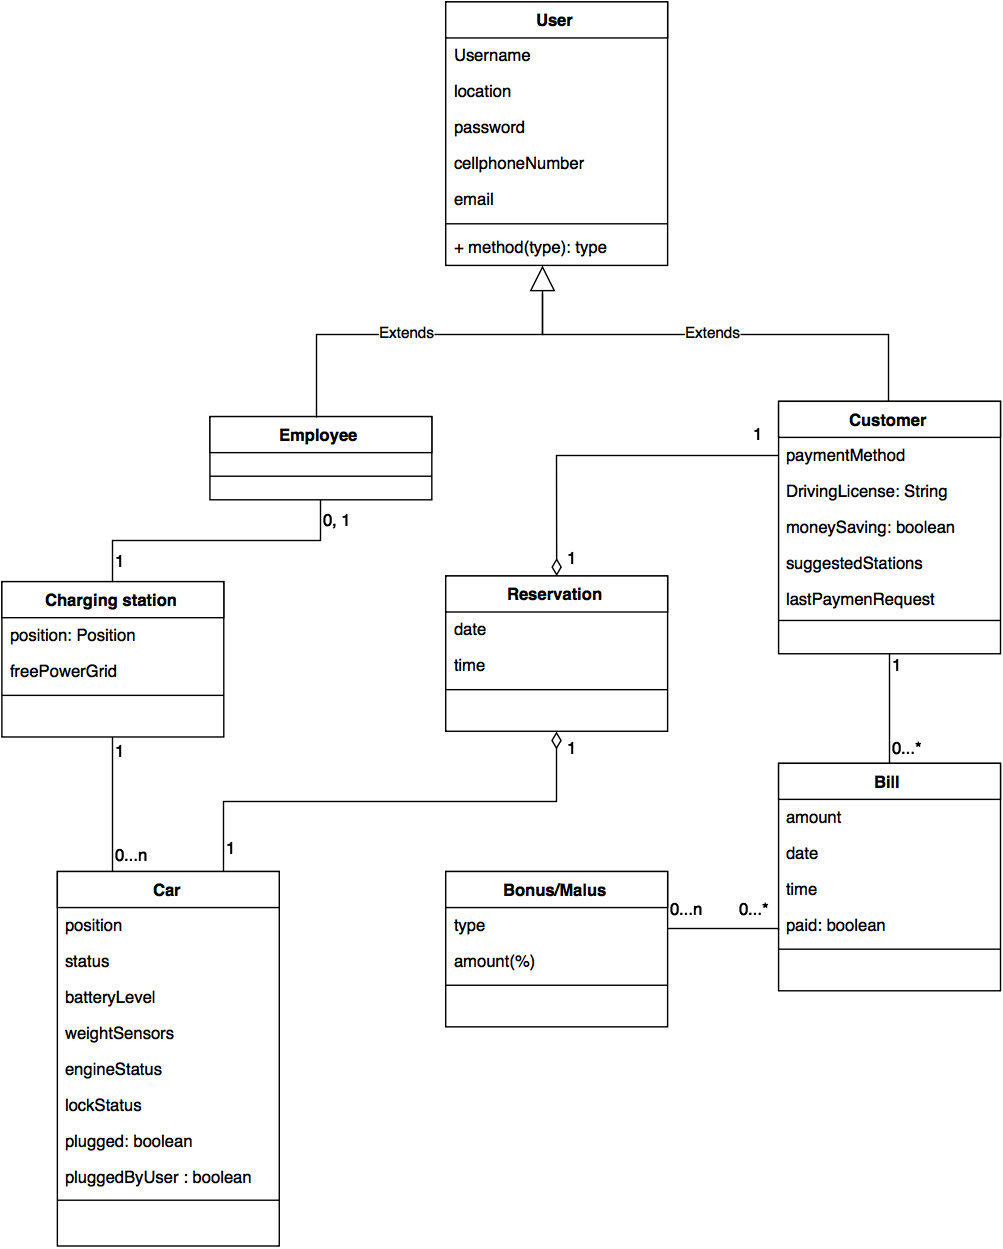 User
Username
location
password
cellphoneNumber
email
+ method(type): type
Extends
Extends
Employee
0, 1
Customer
paymentMethod
DrivingLicense: String
moneySaving: boolean
suggestedStations
lastPaymenRequest
1
1
1
Charging station
position: Position
freePowerGrid
1
0...n
Reservation
date
time
1
1
1
0...*
Bill
amount
date
time
paid: boolean
Bonus/Malus
type
amount(%)
0...n
0...*
Car
position
status
batteryLevel
weightSensors
engineStatus
lockStatus
plugged: boolean
pluggedByUser : boolean